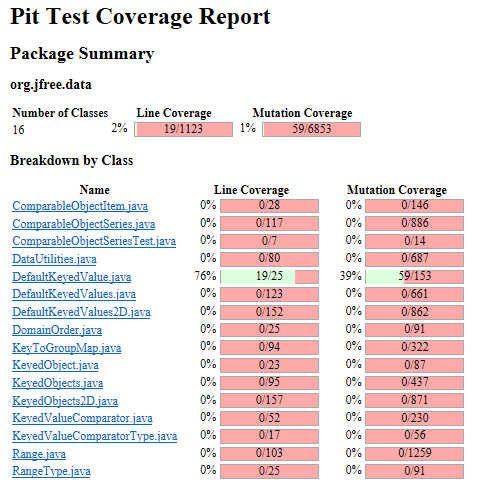 Pit Test Coverage Report
Package Summary
org.jfree.data
Number of Classes Line Coverage Mutation Coverage
16 2% 19/1123 1% 59/6853
Breakdown by Class
Name Line Coverage Mutation Coverage
ComparableObjectItem.java 0% 0/28 0% 0/146
ComparableObjectSeries.java 0% 0/117 0% 0/886
ComparableObjectSeriesTest.java 0% 0/7 0% 0/14
DataUtilities.java 0% 0/80 0% 0/687
DefaultKeyedValue.java 76% 19/25 39% 59/153
DefaultKeyedValues.java 0% 0/123 0% 0/661
DefaultKeyedValues2D.java 0% 0/152 0% 0/862
DomainOrder.java 0% 0/25 0% 0/91
KeyToGroupMap.java 0% 0/94 0% 0/322
KeyedObject.java 0% 0/23 0% 0/87
KeyedObjects.java 0% 0/95 0% 0/437
KeyedObjects2D.java 0% 0/157 0% 0/871
KeyedValueComparator.java 0% 0/52 0% 0/230
KeyedValueComparatorType.java 0% 0/17 0% 0/56
Range.java 0% 0/103 0% 0/1259
RangeType.java 0% 0/25 0% 0/91